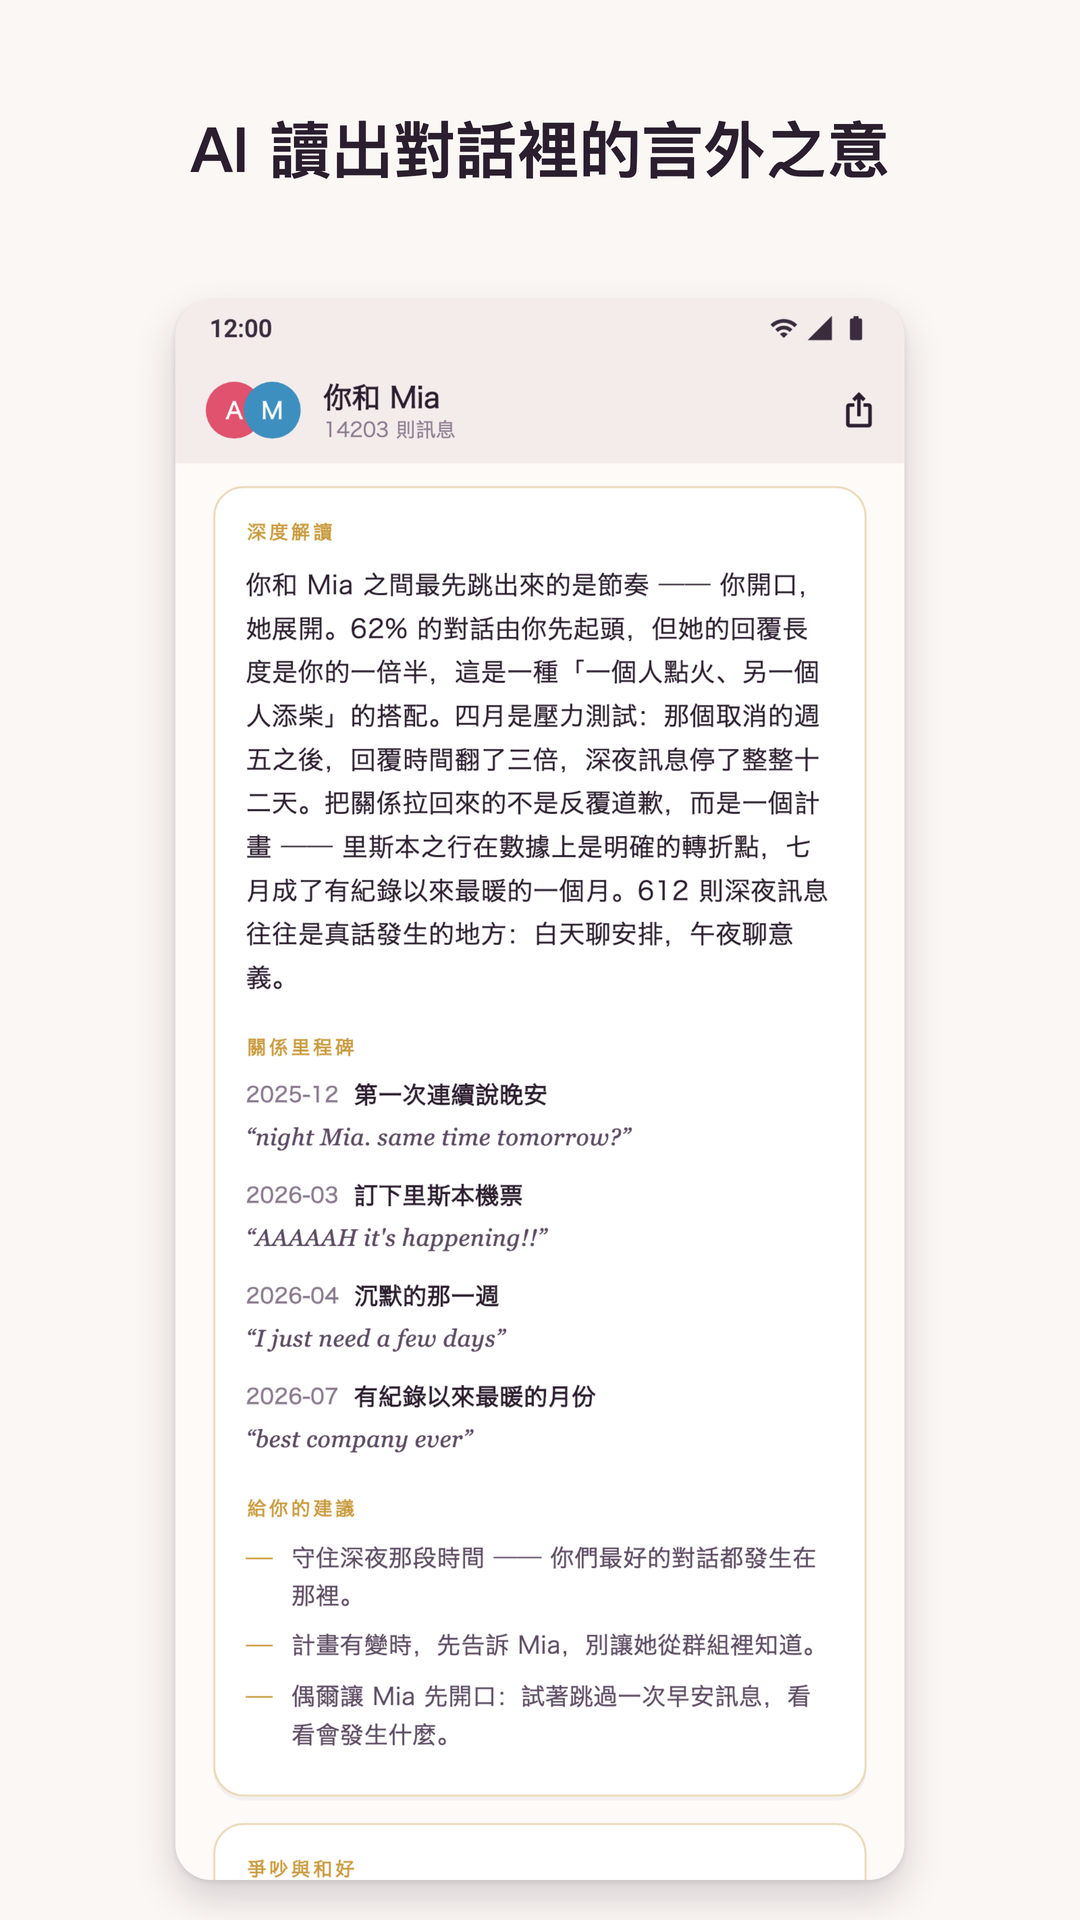 AI 讀出對話裡的言外之意
12:00
A
M
你和 Mia
14203 則訊息
深度解讀
你和 Mia 之間最先跳出來的是節奏 —— 你開口,
她展開。62% 的對話由你先起頭,但她的回覆長
度是你的一倍半,這是一種「一個人點火、另一個
人添柴」的搭配。四月是壓力測試:那個取消的週
五之後,回覆時間翻了三倍,深夜訊息停了整整十
二天。把關係拉回來的不是反覆道歉,而是一個計
畫 —— 里斯本之行在數據上是明確的轉折點,七
月成了有紀錄以來最暖的一個月。612 則深夜訊息
往往是真話發生的地方:白天聊安排,午夜聊意
義。
關係里程碑
2025-12 第一次連續說晚安
“night Mia. same time tomorrow?”
2026-03 訂下里斯本機票
“AAAAAH it's happening!!”
2026-04 沉默的那一週
“I just need a few days”
2026-07 有紀錄以來最暖的月份
“best company ever”
給你的建議
— 守住深夜那段時間 —— 你們最好的對話都發生在
那裡。
— 計畫有變時,先告訴 Mia,別讓她從群組裡知道。
— 偶爾讓 Mia 先開口:試著跳過一次早安訊息,看
看會發生什麼。
爭吵與和好